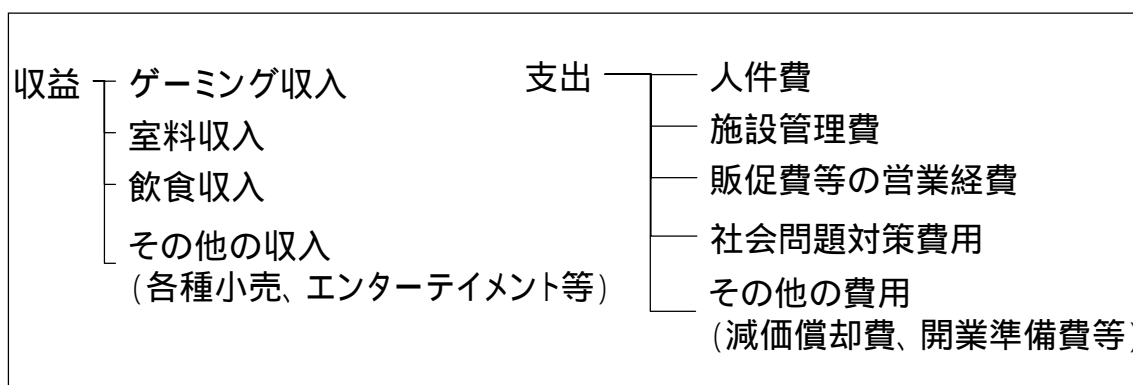 収益
ゲーミング収入
室料収入
飲食収入
その他の収入
(各種小売、エンターテイメント等)
支出
人件費
施設管理費
販促費等の営業経費
社会問題対策費用
その他の費用
(減価償却費、開業準備費等)